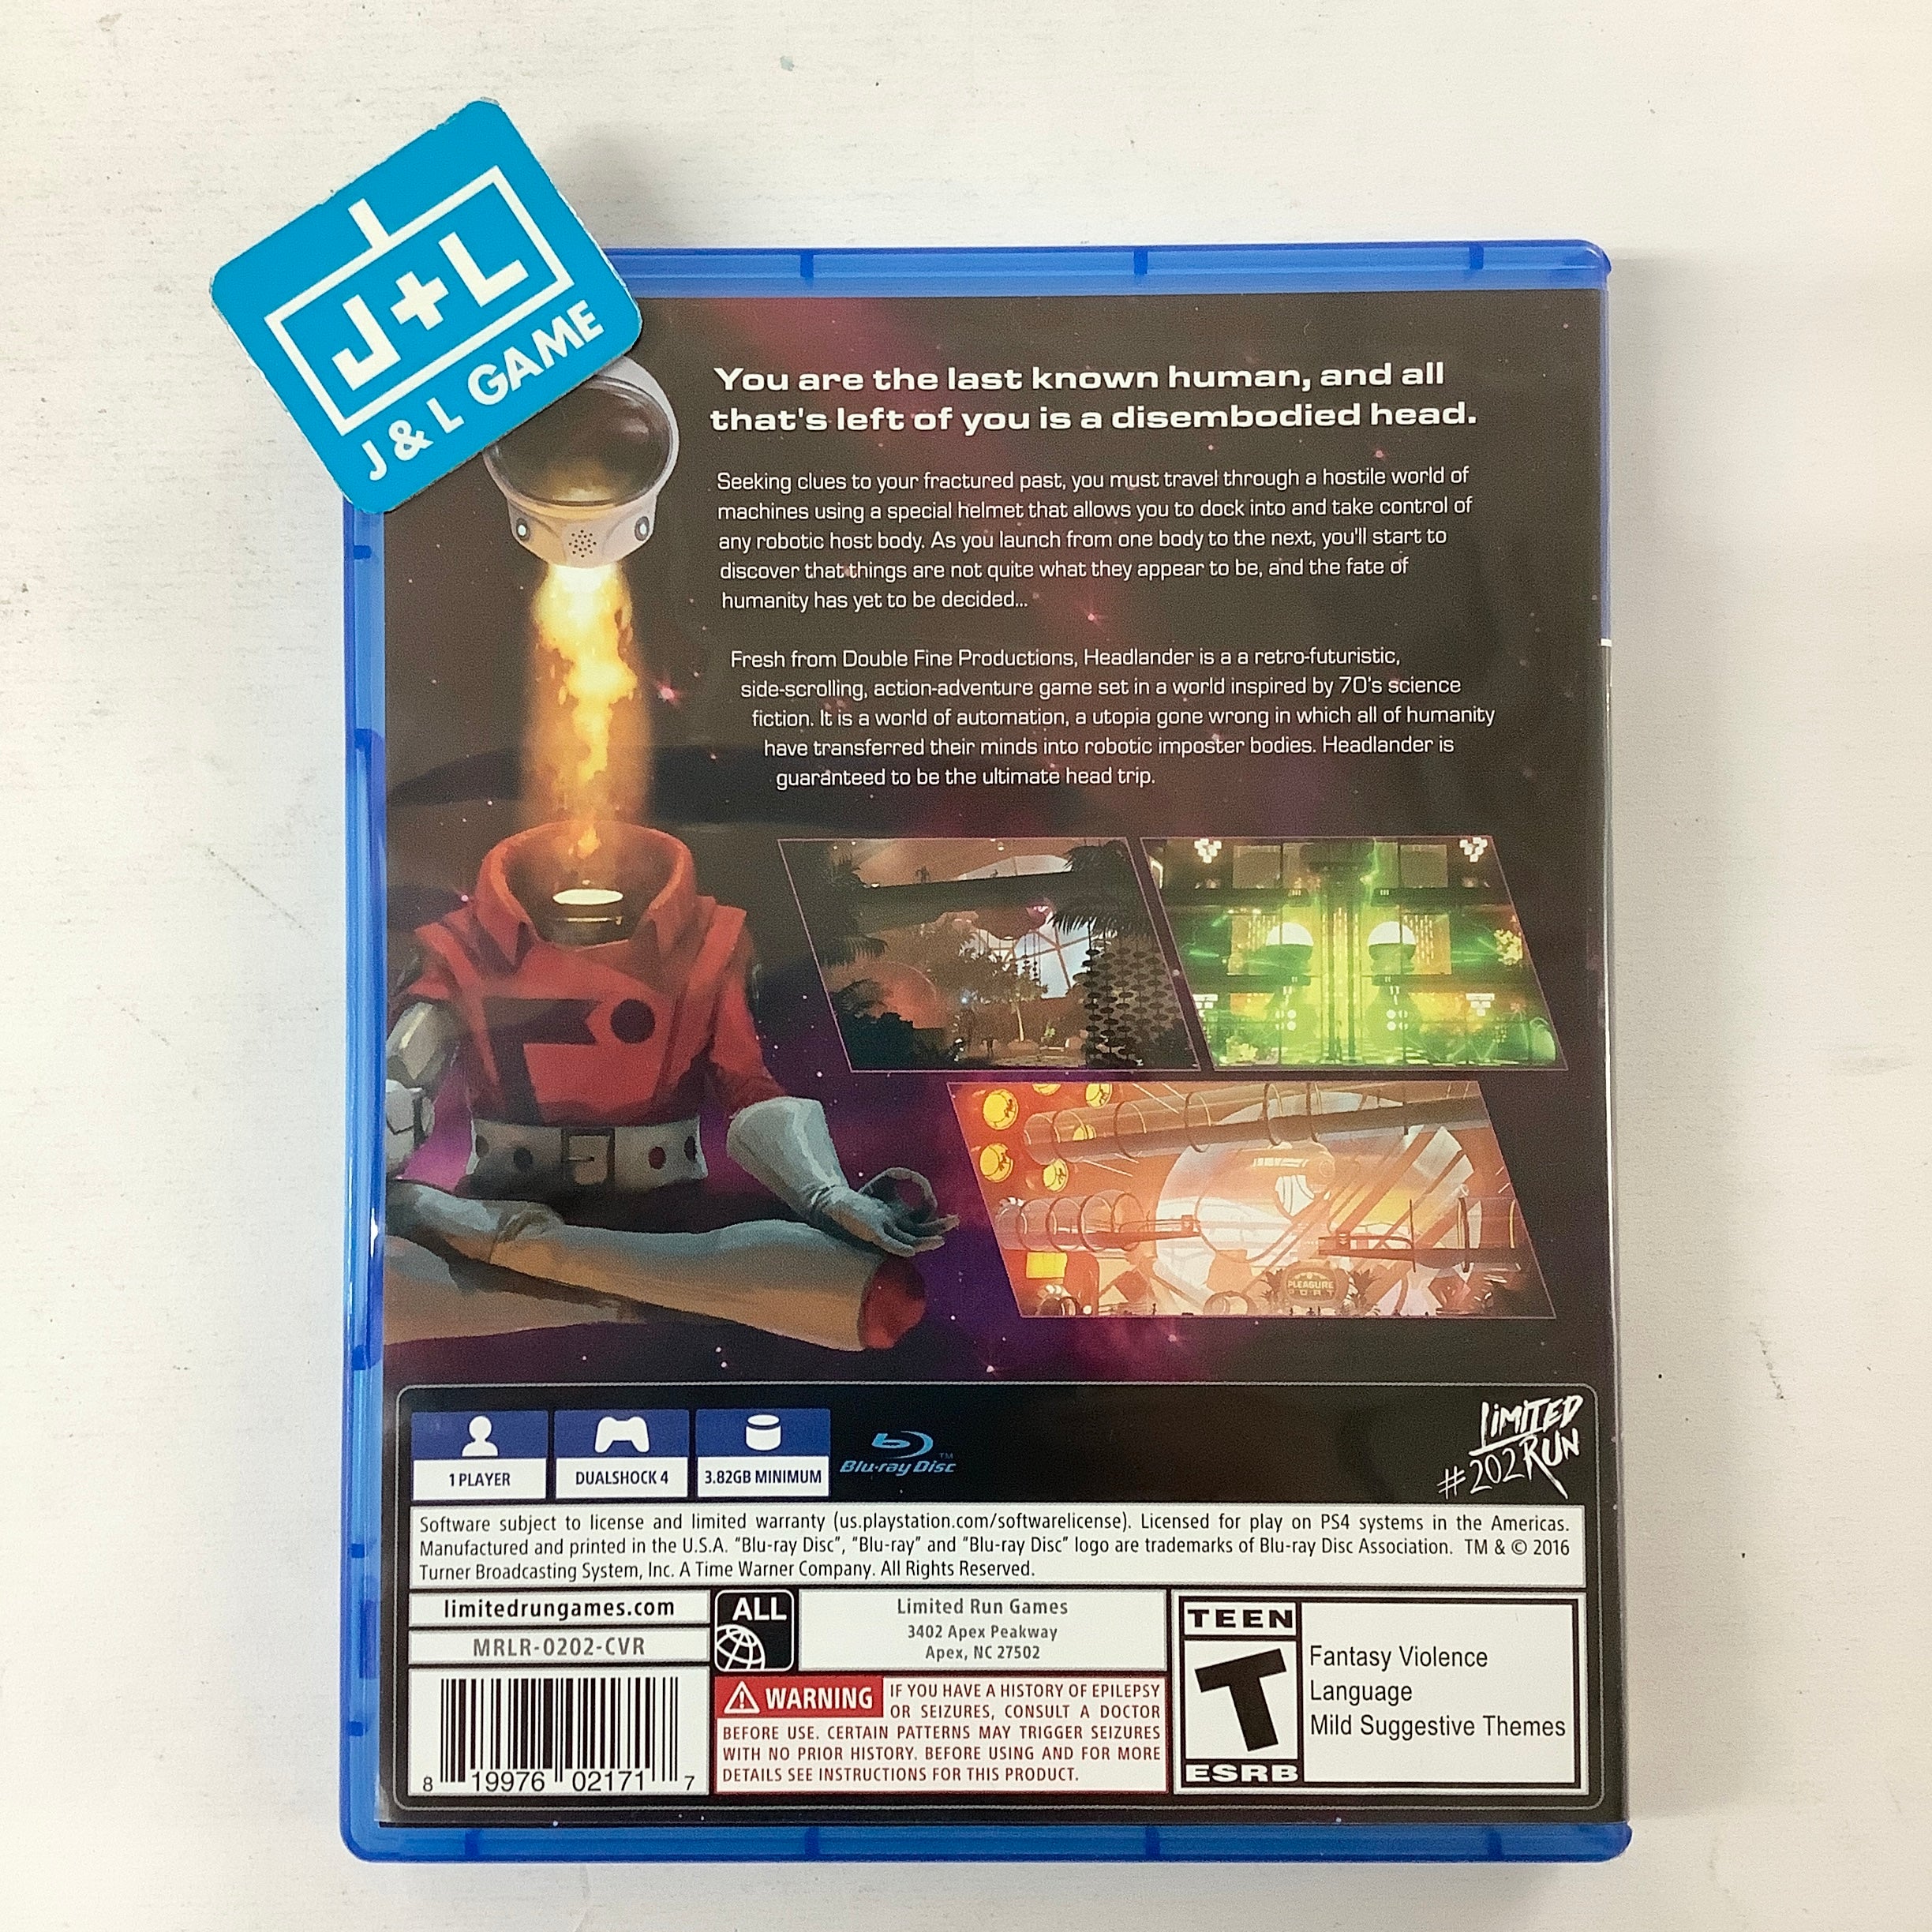 J+L
J & L GAME
You are the last known human, and all
that's left of you is a disembodied head.
Seeking clues to your fractured past, you must travel through a hostile world of
machines using a special helmet that allows you to dock into and take control of
any robotic host body. As you launch from one body to the next, you'll start to
discover that things are not quite what they appear to be, and the fate of
humanity has yet to be decided...
Fresh from Double Fine Productions, Headlander is a a retro-futuristic,
side-scrolling, action-adventure game set in a world inspired by 70's science
fiction. It is a world of automation, a utopia gone wrong in which all of humanity
have transferred their minds into robotic imposter bodies. Headlander is
guaranteed to be the ultimate head trip.
PLEASURE
PORT
1 PLAYER
DUALSHOCK 4
3.82GB MINIMUM
Blu-ray Disc™
LIMITED
RUN
#202
Software subject to license and limited warranty (us.playstation.com/softwarelicense). Licensed for play on PS4 systems in the Americas.
Manufactured and printed in the U.S.A. "Blu-ray Disc", "Blu-ray" and "Blu-ray Disc" logo are trademarks of Blu-ray Disc Association. TM & © 2016
Turner Broadcasting System, Inc. A Time Warner Company. All Rights Reserved.
limitedrungames.com
MRLR-0202-CVR
ALL
Limited Run Games
3402 Apex Peakway
Apex, NC 27502
8 19976 02171 7
WARNING IF YOU HAVE A HISTORY OF EPILEPSY
OR SEIZURES, CONSULT A DOCTOR
BEFORE USE. CERTAIN PATTERNS MAY TRIGGER SEIZURES
WITH NO PRIOR HISTORY. BEFORE USING AND FOR MORE
DETAILS SEE INSTRUCTIONS FOR THIS PRODUCT.
TEEN
T
ESRB
Fantasy Violence
Language
Mild Suggestive Themes